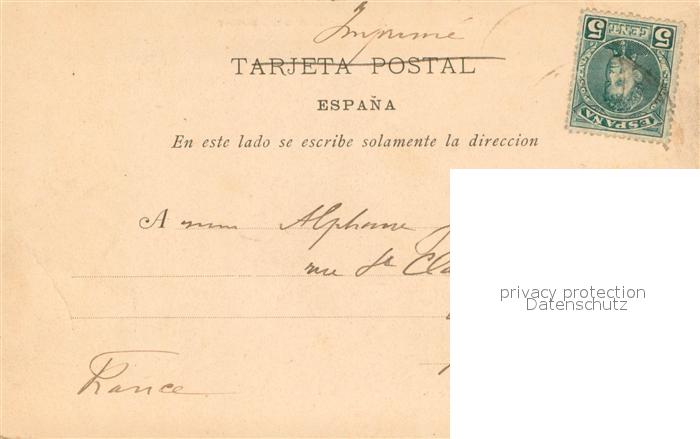 Imprimé
TARJETA POSTAL
ESPAÑA
En este lado se escribe solamente la direccion
A Alphonse
rue St Cla
France
5 CENT 5
ESPAÑA
privacy protection
Datenschutz